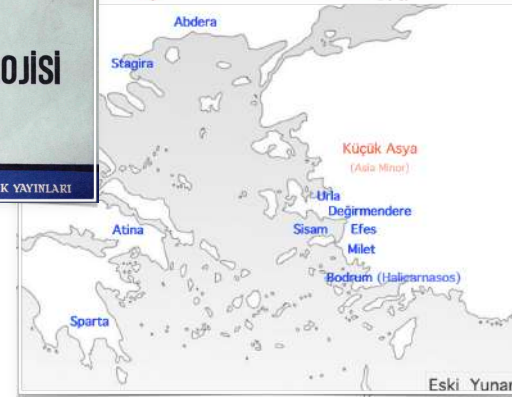 OJİSİ
K YAYINLARI
Abdera
Stagira
Küçük Asya
(Asia Minor)
Urla
Değirmendere
Atina
Sisam
Efes
Milet
Bodrum (Halicarnasos)
Sparta
Eski Yunan